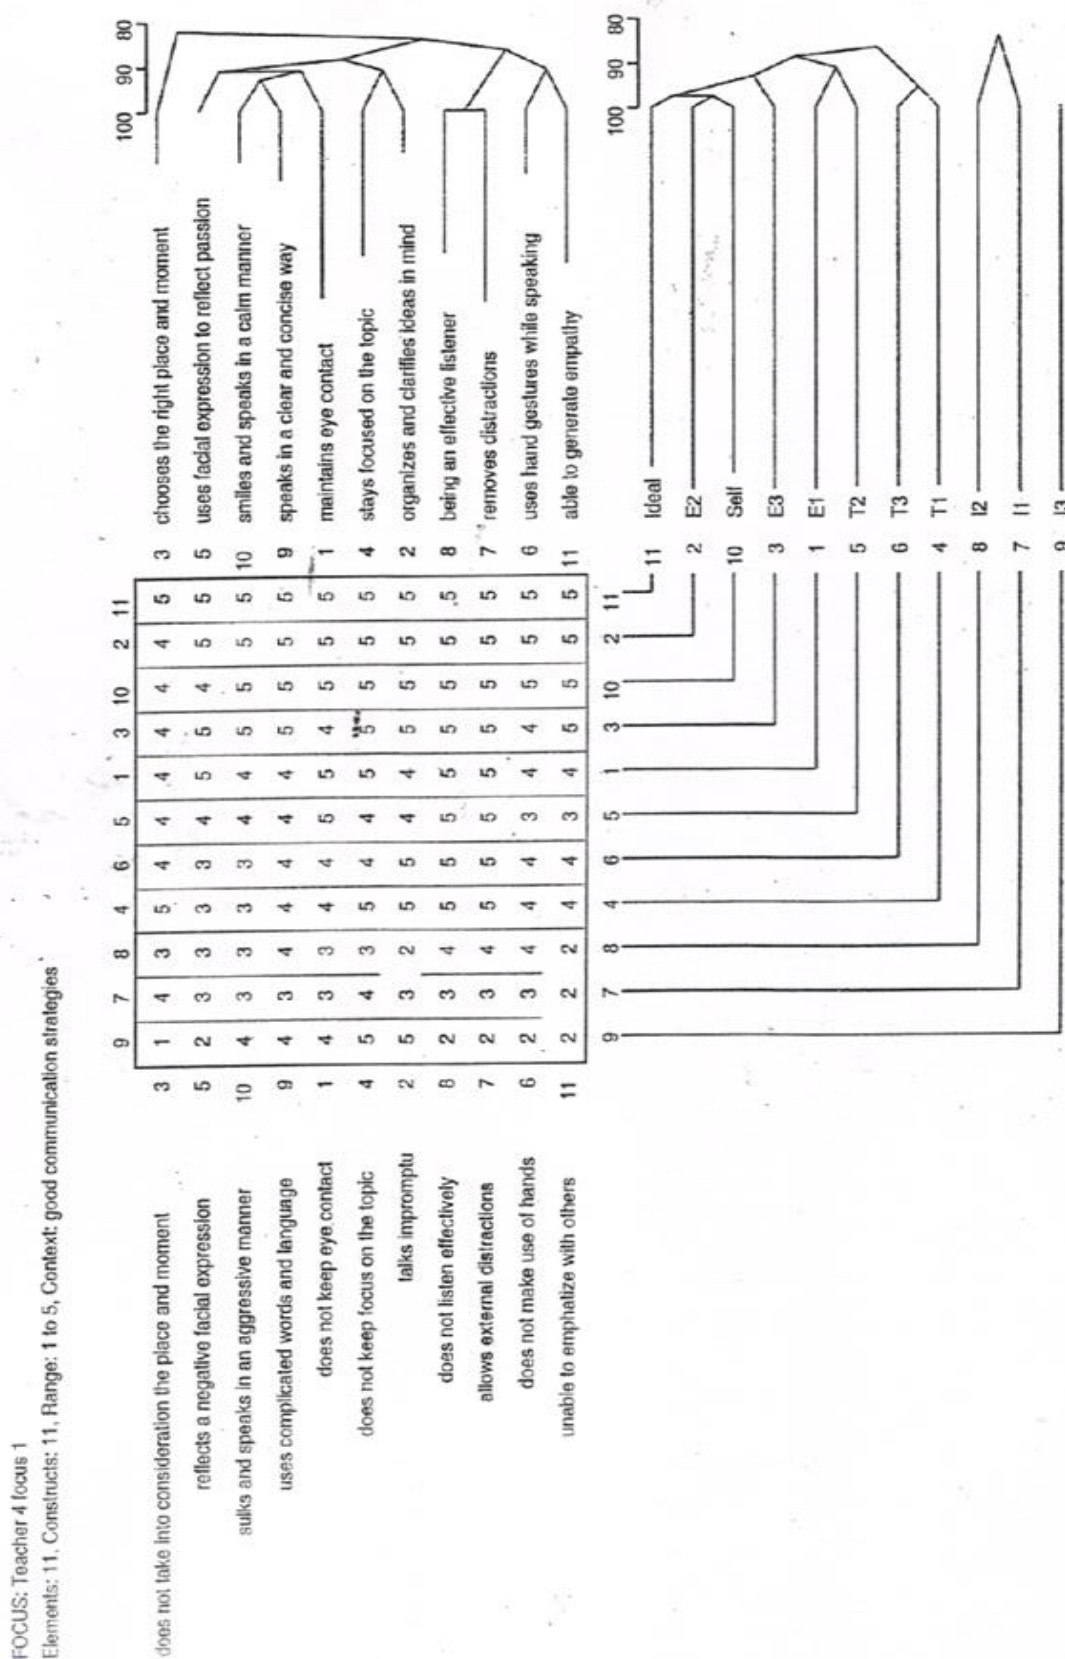 FOCUS: Teacher 4 focus 1
Elements: 11, Constructs: 11, Range: 1 to 5, Context: good communication strategies
9 7 8 4 6 5 1 3 10 2 11 100 90 80
does not take into consideration the place and moment 3 1 4 3 5 4 4 4 4 4 4 5 3 chooses the right place and moment
reflects a negative facial expression 5 2 3 3 3 3 4 5 5 4 5 5 5 uses facial expression to reflect passion
sulks and speaks in an aggressive manner 10 4 3 3 3 3 4 4 5 5 5 5 10 smiles and speaks in a calm manner
uses complicated words and language 9 4 3 4 4 4 4 4 5 5 5 5 9 speaks in a clear and concise way
does not keep eye contact 1 4 3 3 4 4 5 5 4 5 5 5 1 maintains eye contact
does not keep focus on the topic 4 5 4 3 5 4 4 5 5 5 5 5 4 stays focused on the topic
talks impromptu 2 5 3 2 5 5 4 4 5 5 5 5 2 organizes and clarifies ideas in mind
does not listen effectively 8 2 3 4 5 5 5 5 5 5 5 5 8 being an effective listener
allows external distractions 7 2 3 4 5 5 5 5 5 5 5 5 7 removes distractions
does not make use of hands 6 2 3 4 4 4 3 4 4 5 5 5 6 uses hand gestures while speaking
unable to emphatize with others 11 2 2 2 4 4 3 4 5 5 5 5 11 able to generate empathy
9 7 8 4 6 5 1 3 10 2 11 100 90 80
11 Ideal
2 E2
10 Self
3 E3
1 E1
5 T2
6 T3
4 T1
8 I2
7 I1
9 I3